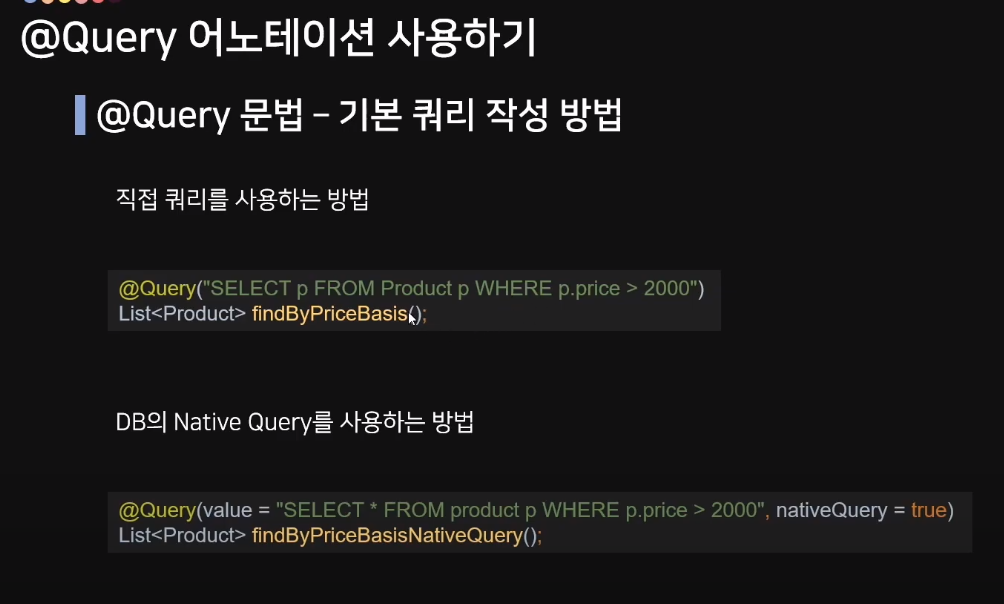 @Query 어노테이션 사용하기
@Query 문법 – 기본 쿼리 작성 방법
직접 쿼리를 사용하는 방법
@Query("SELECT p FROM Product p WHERE p.price > 2000")
List<Product> findByPriceBasis();
DB의 Native Query를 사용하는 방법
@Query(value = "SELECT * FROM product p WHERE p.price > 2000", nativeQuery = true)
List<Product> findByPriceBasisNativeQuery();